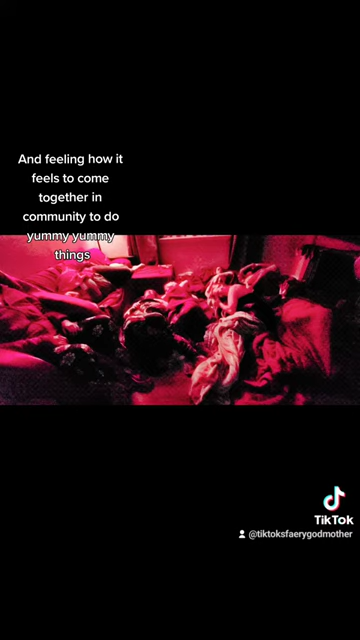 And feeling how it
feels to come
together in
community to do
yummy yummy
things
TikTok
@tiktoksfaerygodmother